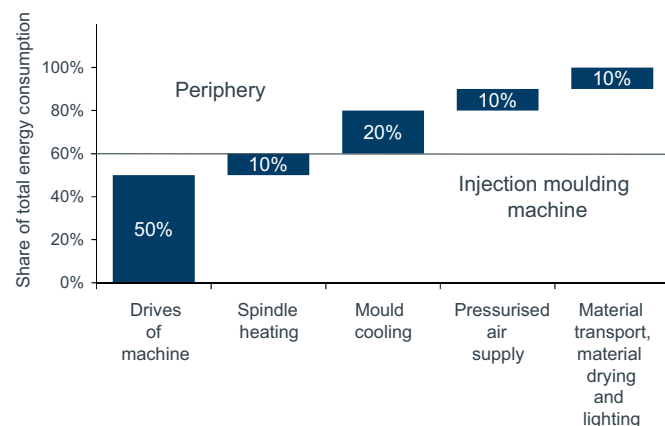 Share of total energy consumption
100%
80%
60%
40%
20%
0%
Periphery
Injection moulding
machine
50%
10%
20%
10%
10%
Drives
of
machine
Spindle
heating
Mould
cooling
Pressurised
air
supply
Material
transport,
material
drying
and
lighting